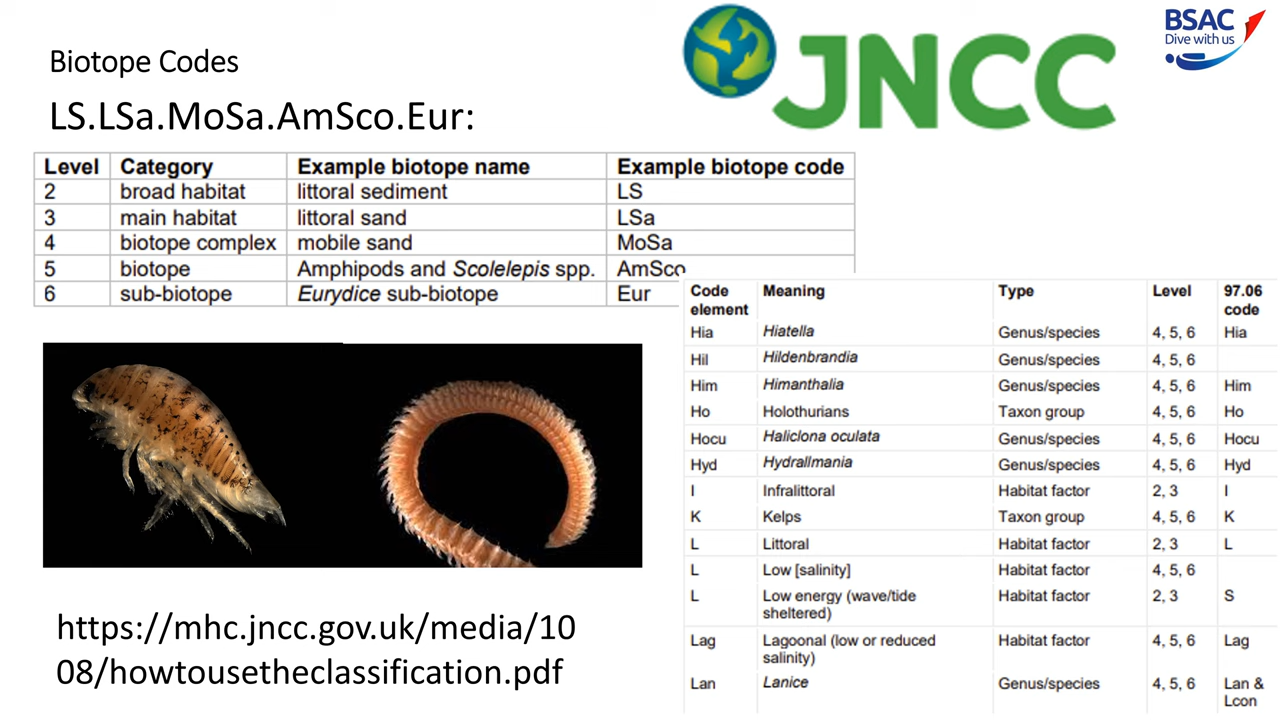 Biotope Codes
LS.LSa.MoSa.AmSco.Eur:
JNCC
BSAC
Dive with us
Level Category Example biotope name Example biotope code
2 broad habitat littoral sediment LS
3 main habitat littoral sand LSa
4 biotope complex mobile sand MoSa
5 biotope Amphipods and Scolelepis spp. AmSco
6 sub-biotope Eurydice sub-biotope Eur
Code Meaning Type Level 97.06
element code
Hia Hiatella Genus/species 4, 5, 6 Hia
Hil Hildenbrandia Genus/species 4, 5, 6
Him Himanthalia Genus/species 4, 5, 6 Him
Ho Holothurians Taxon group 4, 5, 6 Ho
Hocu Haliclona oculata Genus/species 4, 5, 6 Hocu
Hyd Hydrallmania Genus/species 4, 5, 6 Hyd
I Infralittoral Habitat factor 2, 3 I
K Kelps Taxon group 4, 5, 6 K
L Littoral Habitat factor 2, 3 L
L Low [salinity] Habitat factor 4, 5, 6
L Low energy (wave/tide Habitat factor 2, 3 S
sheltered)
Lag Lagoonal (low or reduced Habitat factor 4, 5, 6 Lag
salinity)
Lan Lanice Genus/species 4, 5, 6 Lan &
Lcon
https://mhc.jncc.gov.uk/media/10
08/howtousetheclassification.pdf